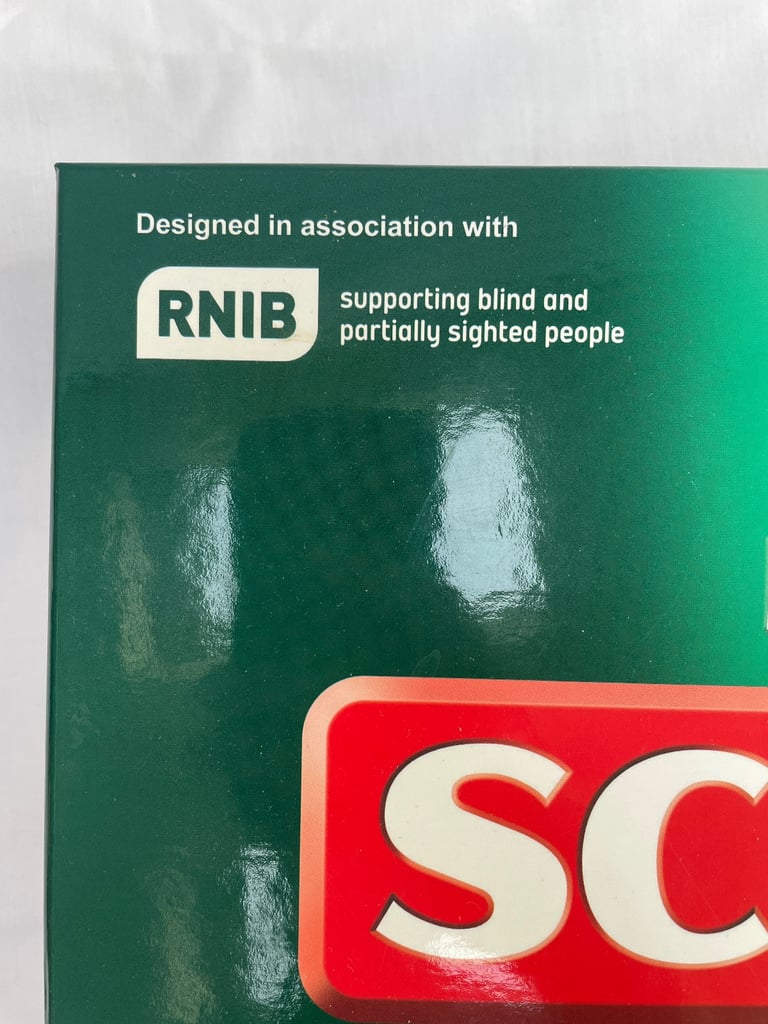 Designed in association with
RNIB
supporting blind and
partially sighted people
SC